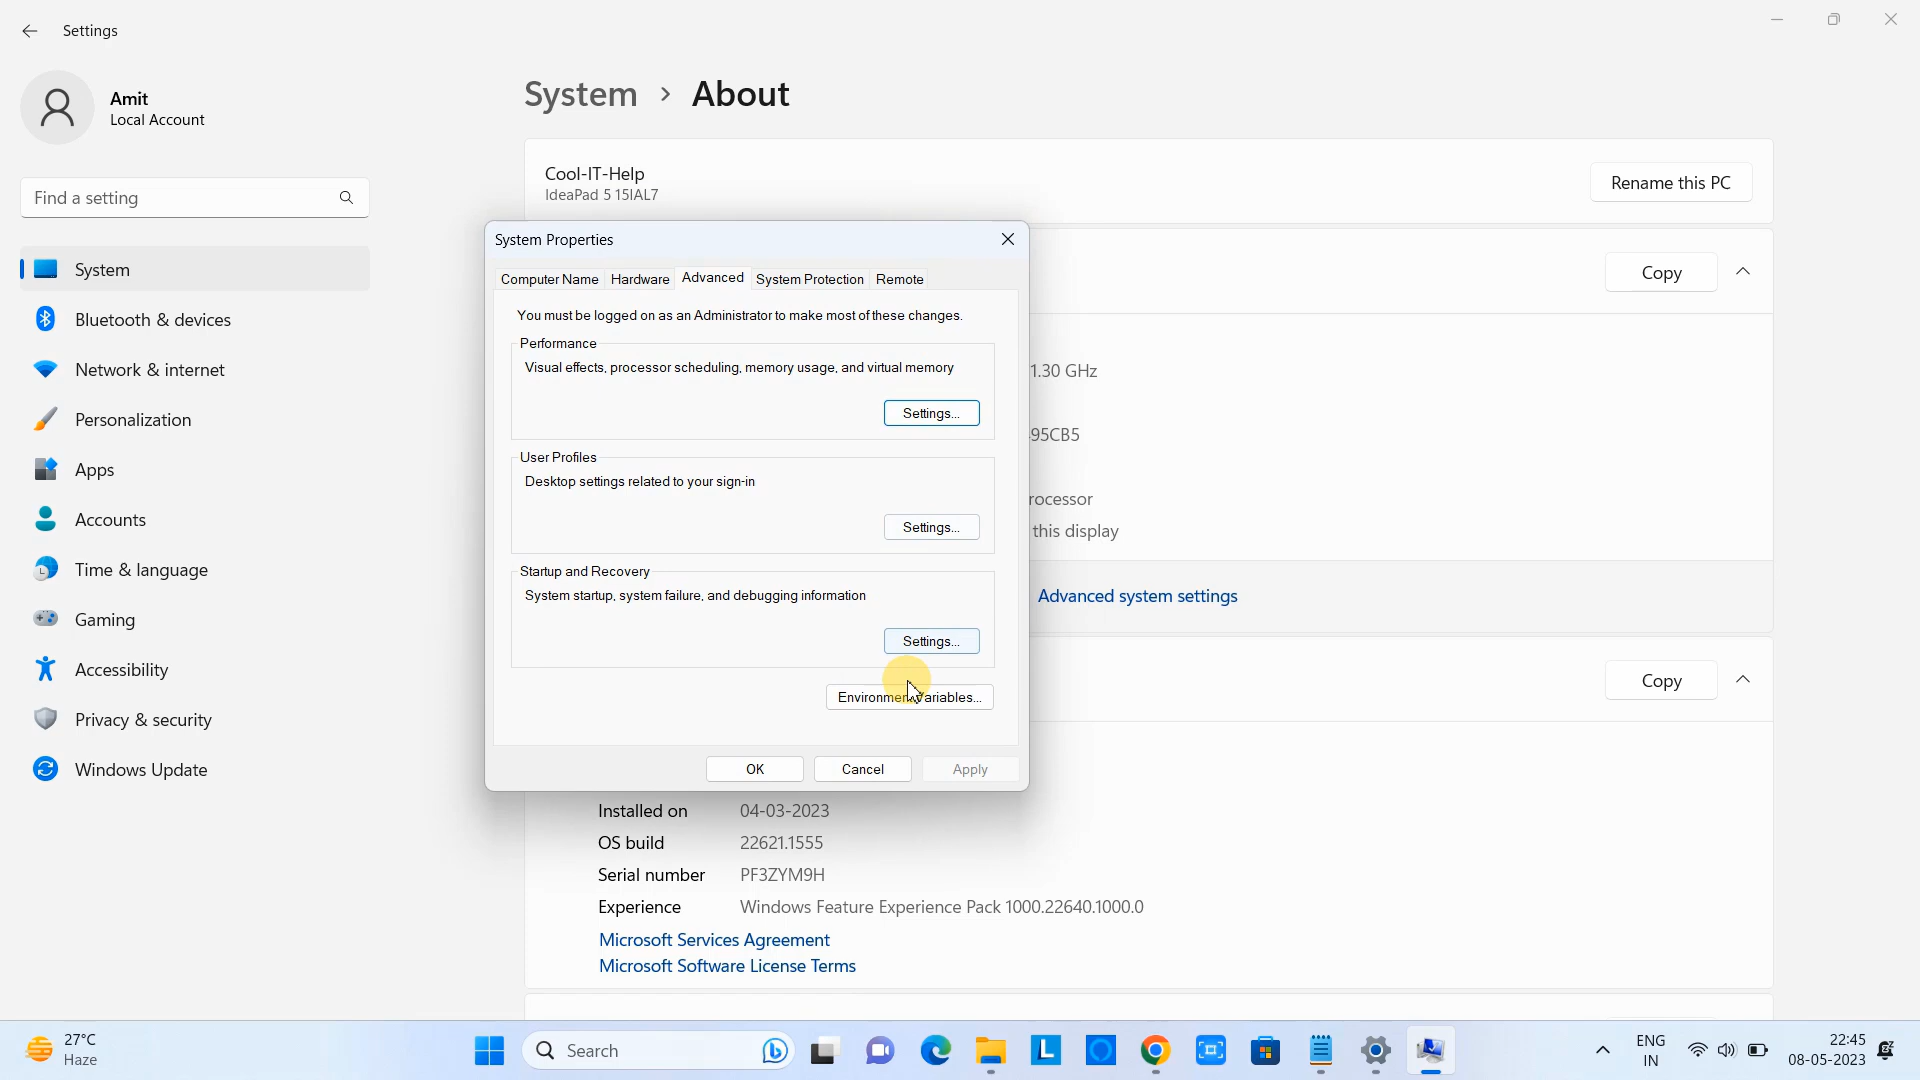 Settings
Amit
Local Account
Find a setting
System
Bluetooth & devices
Network & internet
Personalization
Apps
Accounts
Time & language
Gaming
Accessibility
Privacy & security
Windows Update
System > About
Cool-IT-Help
IdeaPad 5 15IAL7
Rename this PC
Copy
System Properties
Computer Name Hardware Advanced System Protection Remote
You must be logged on as an Administrator to make most of these changes.
Performance
Visual effects, processor scheduling, memory usage, and virtual memory
Settings...
User Profiles
Desktop settings related to your sign-in
Settings...
Startup and Recovery
System startup, system failure, and debugging information
Settings...
Environment Variables...
OK Cancel Apply
1.30 GHz
95CB5
rocessor
this display
Advanced system settings
Copy
Installed on 04-03-2023
OS build 22621.1555
Serial number PF3ZYM9H
Experience Windows Feature Experience Pack 1000.22640.1000.0
Microsoft Services Agreement
Microsoft Software License Terms
27°C
Haze
Search
L
ENG
IN
22:45
08-05-2023